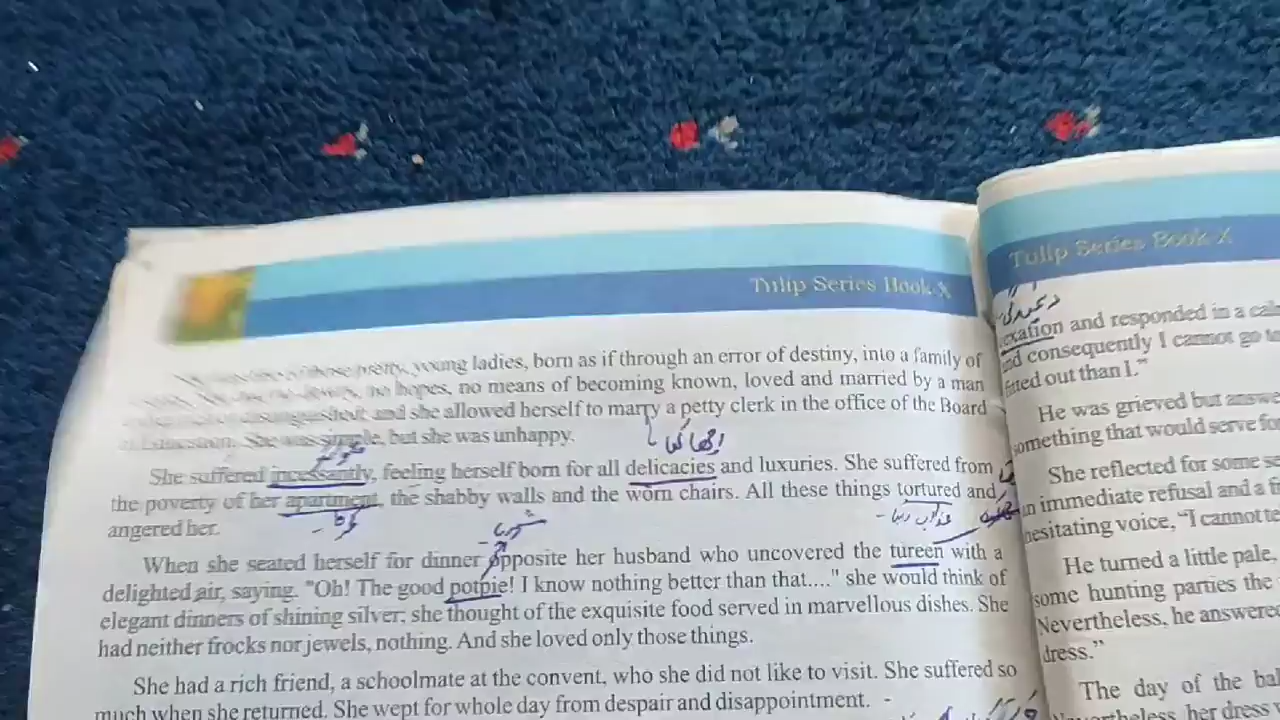 Tulip Series Book X
young ladies, born as if through an error of destiny, into a family of
no hopes, no means of becoming known, loved and married by a man
and she allowed herself to marry a petty clerk in the office of the Board
She was simple, but she was unhappy.
She suffered incessantly, feeling herself born for all delicacies and luxuries. She suffered from
the poverty of her apartment, the shabby walls and the worn chairs. All these things tortured and
angered her.
When she seated herself for dinner opposite her husband who uncovered the tureen with a
delighted air, saying. "Oh! The good potpie! I know nothing better than that...." she would think of
elegant dinners of shining silver; she thought of the exquisite food served in marvellous dishes. She
had neither frocks nor jewels, nothing. And she loved only those things.
She had a rich friend, a schoolmate at the convent, who she did not like to visit. She suffered so
much when she returned. She wept for whole day from despair and disappointment.
Tulip Series Book X
and responded in a
consequently I cannot go to
out than I.”
He was grieved but
something that would serve for
She reflected for some
an immediate refusal and a
hesitating voice, “I cannot
He turned a little pale,
some hunting parties the
Nevertheless, he answered
dress.”
The day of the
her dress